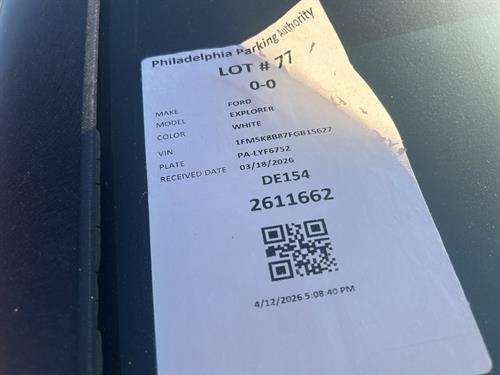 Philadelphia Parking Authority
LOT # 77
0-0
MAKE FORD
MODEL EXPLORER
COLOR WHITE
VIN 1FM5K8B87FGB15627
PLATE PA-LYF6752
RECEIVED DATE 03/18/2026
DE154
2611662
4/12/2026 5:08:40 PM